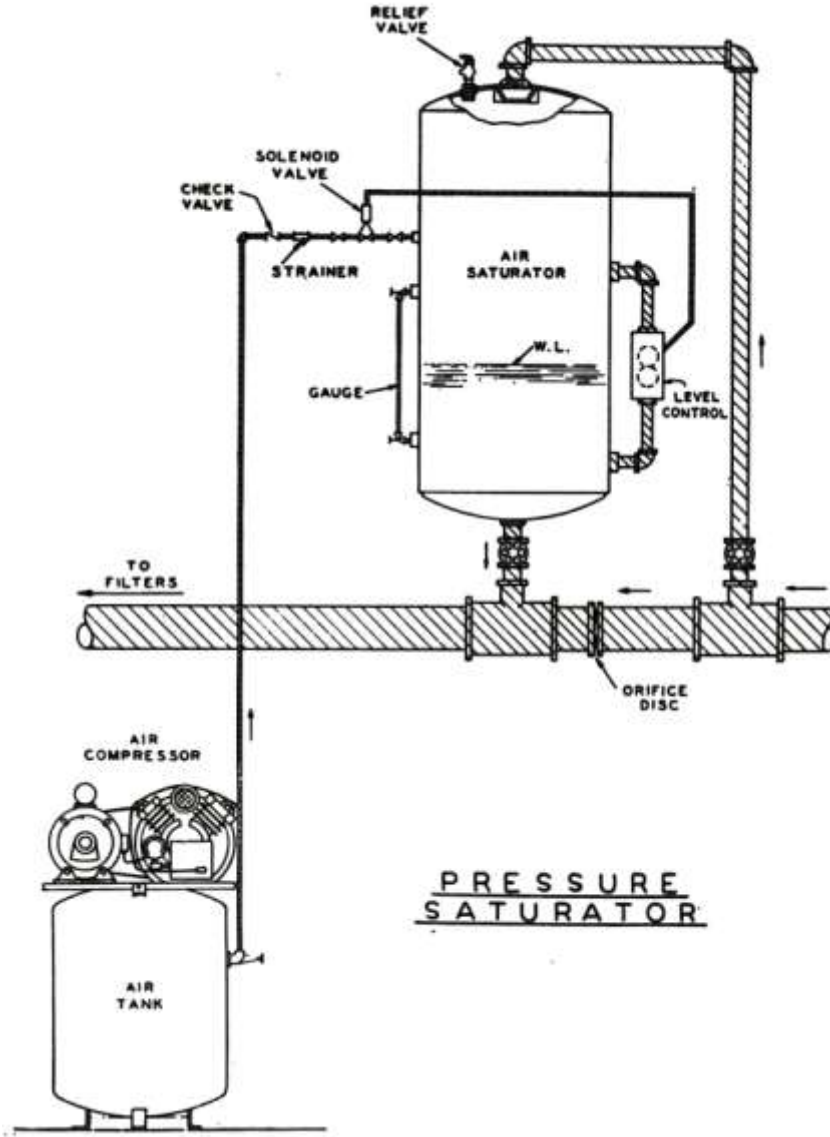 RELIEF
VALVE
SOLENOID
VALVE
CHECK
VALVE
STRAINER
AIR
SATURATOR
W.L.
GAUGE
LEVEL
CONTROL
TO
FILTERS
ORIFICE
DISC
AIR
COMPRESSOR
PRESSURE
SATURATOR
AIR
TANK